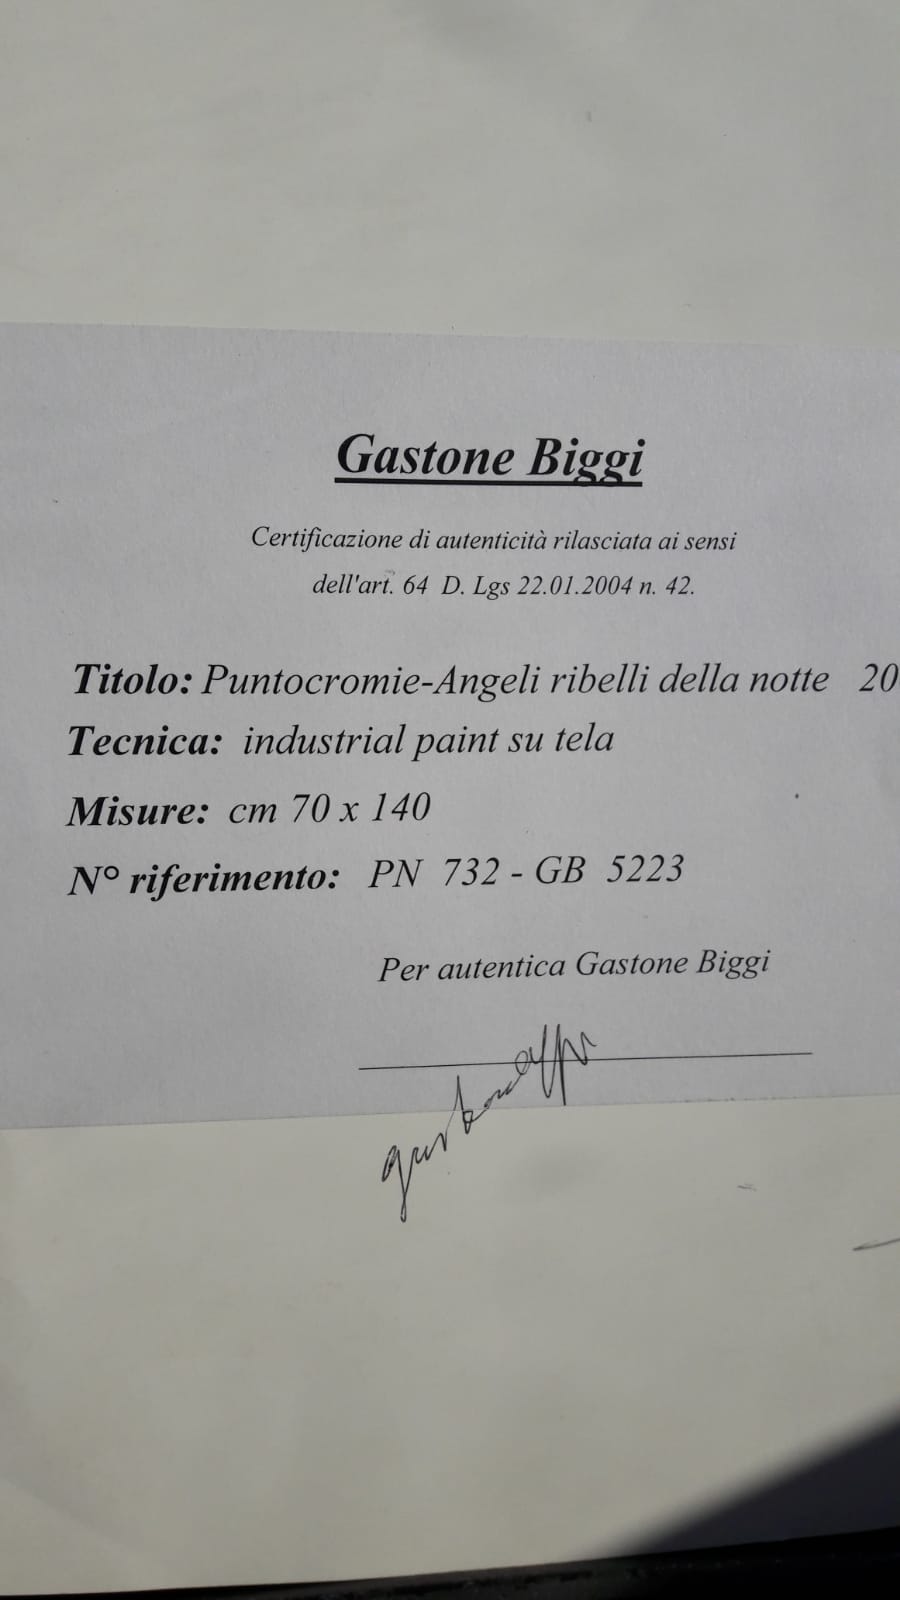 Gastone Biggi
Certificazione di autenticità rilasciata ai sensi
dell'art. 64 D. Lgs 22.01.2004 n. 42.
Titolo: Puntocromie-Angeli ribelli della notte 20
Tecnica: industrial paint su tela
Misure: cm 70 x 140
N° riferimento: PN 732 - GB 5223
Per autentica Gastone Biggi